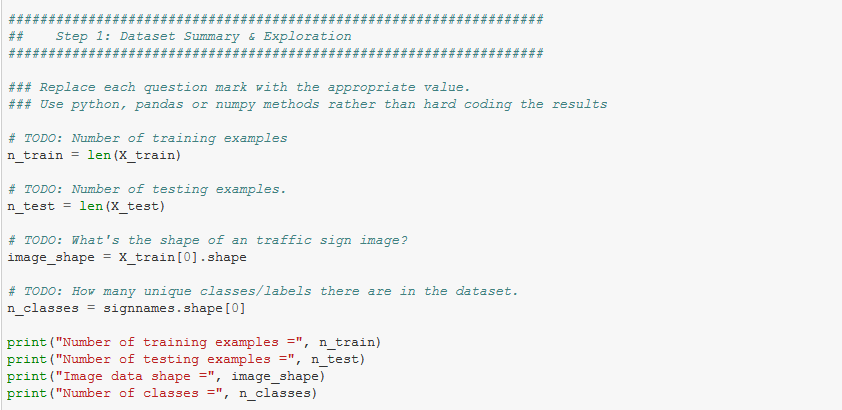 ###################################################################
##    Step 1: Dataset Summary & Exploration
###################################################################
### Replace each question mark with the appropriate value.
### Use python, pandas or numpy methods rather than hard coding the results
# TODO: Number of training examples
n_train = len(X_train)
# TODO: Number of testing examples.
n_test = len(X_test)
# TODO: What's the shape of an traffic sign image?
image_shape = X_train[0].shape
# TODO: How many unique classes/labels there are in the dataset.
n_classes = signnames.shape[0]
print("Number of training examples =", n_train)
print("Number of testing examples =", n_test)
print("Image data shape =", image_shape)
print("Number of classes =", n_classes)